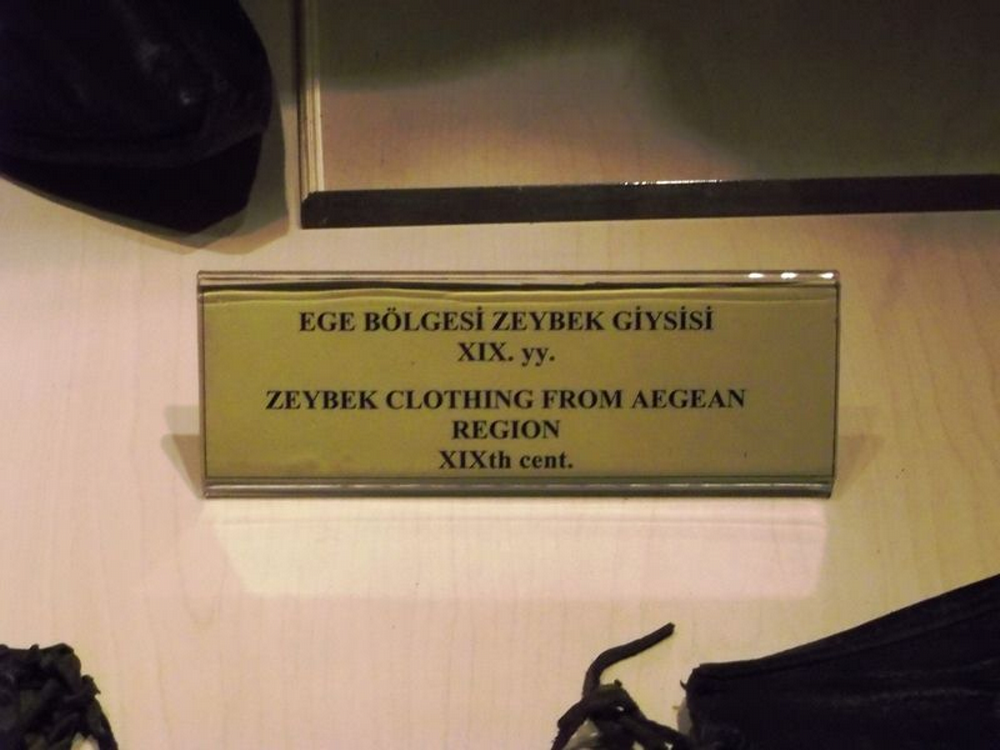 EGE BÖLGESİ ZEYBEK GİYSİSİ
XIX. yy.
ZEYBEK CLOTHING FROM AEGEAN
REGION
XIXth cent.